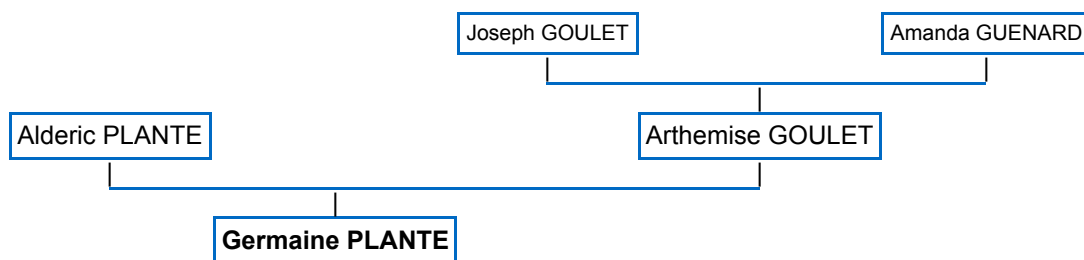 Joseph GOULET
Amanda GUENARD
Alderic PLANTE
Arthemise GOULET
Germaine PLANTE